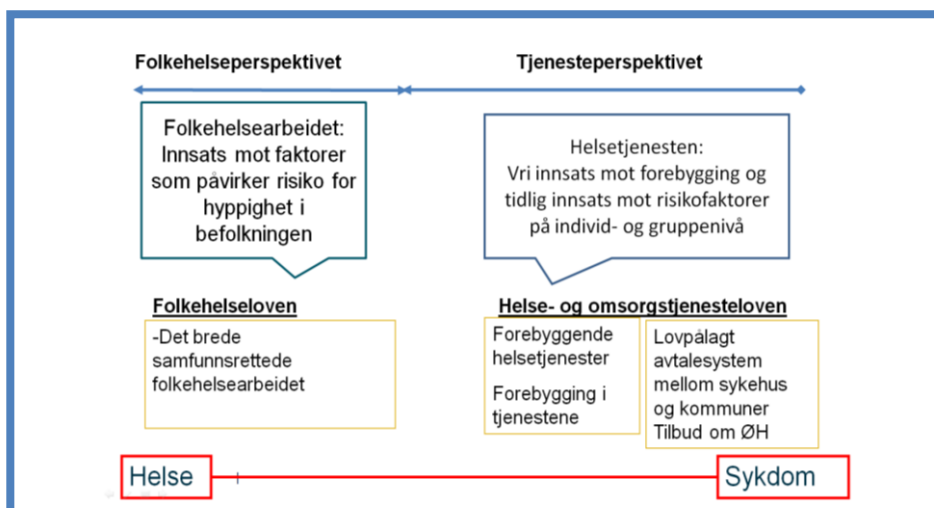 Folkehelseperspektivet
Tjenesteperspektivet
Folkehelsearbeidet:
Innsats mot faktorer
som påvirker risiko for
hyppighet i
befolkningen
Helsetjenesten:
Vri innsats mot forebygging og
tidlig innsats mot risikofaktorer
på individ- og gruppenivå
Folkehelseloven
-Det brede
samfunnsrettede
folkehelsearbeidet
Helse- og omsorgstjenesteloven
Forebyggende
helsetjenester
Forebygging i
tjenestene
Lovpålagt
avtalesystem
mellom sykehus
og kommuner
Tilbud om ØH
Helse
Sykdom